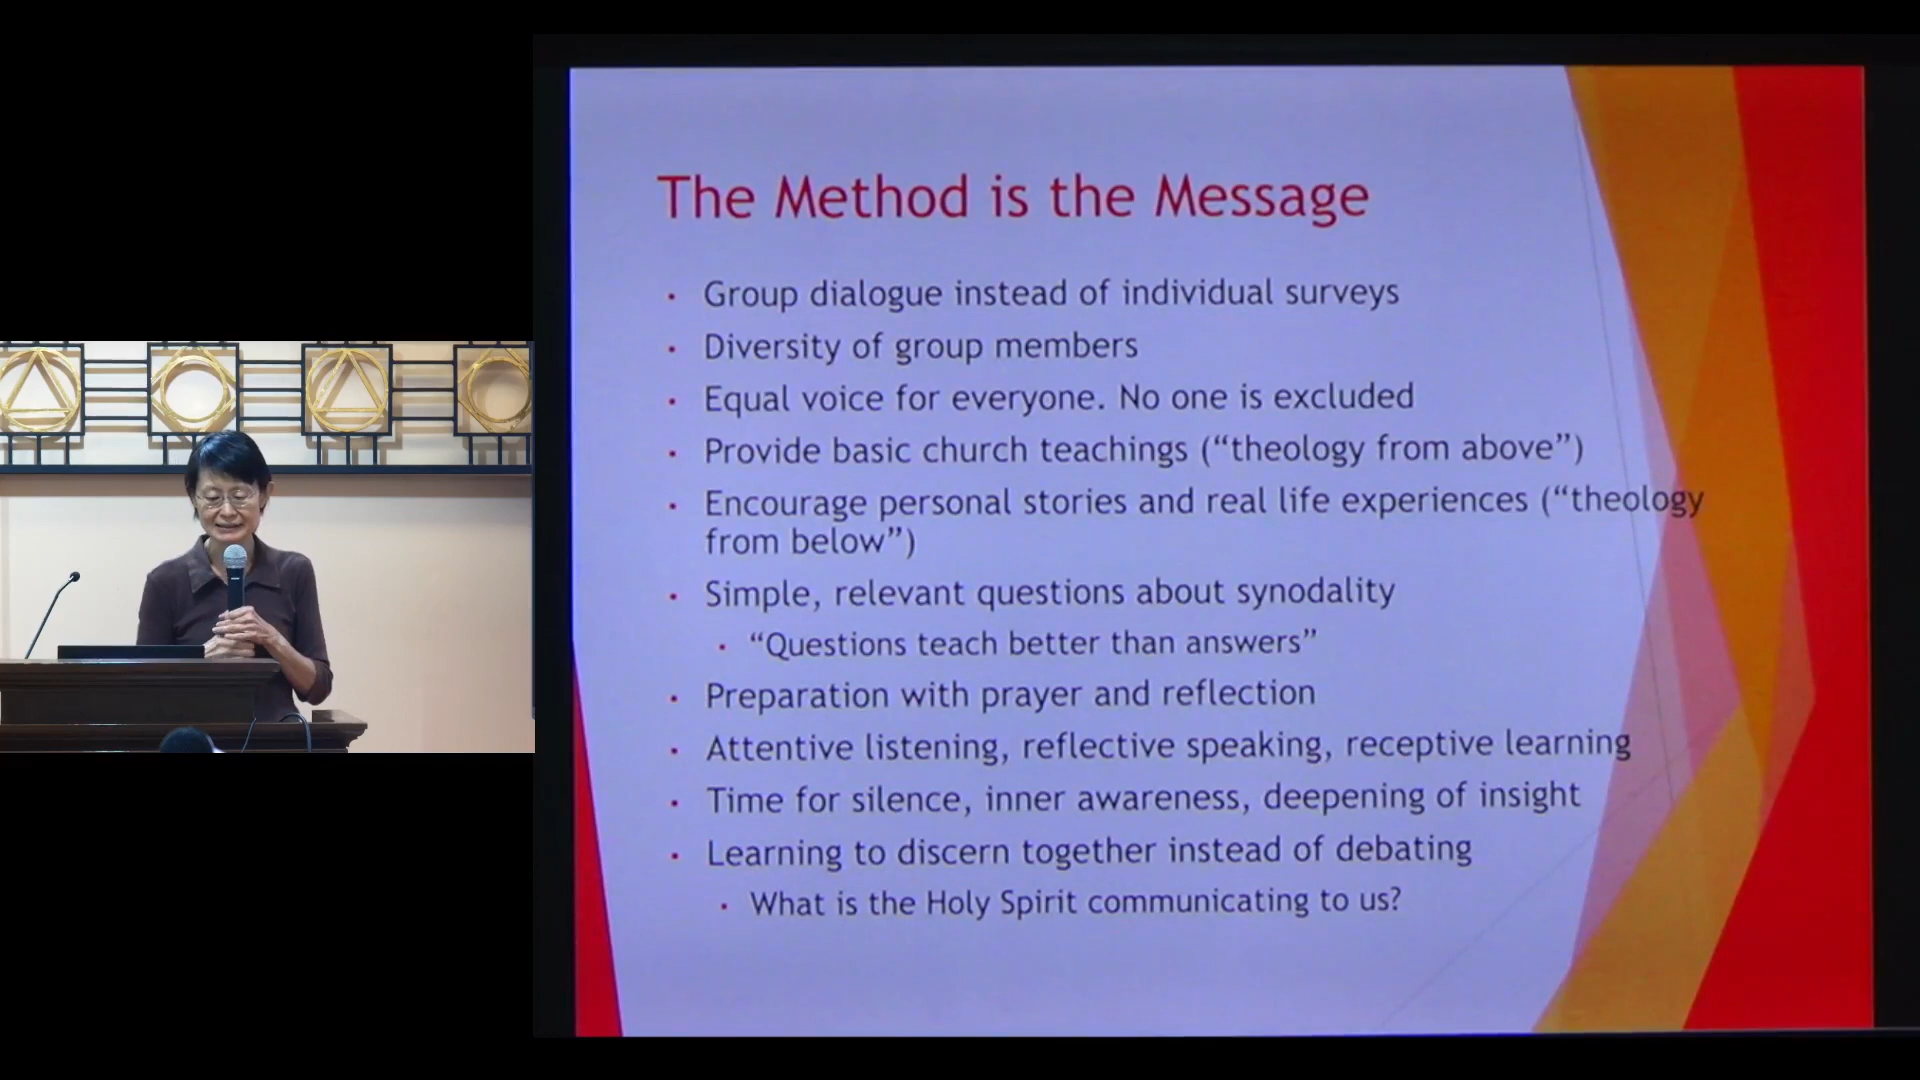 The Method is the Message
· Group dialogue instead of individual surveys
· Diversity of group members
· Equal voice for everyone. No one is excluded
· Provide basic church teachings (“theology from above”)
· Encourage personal stories and real life experiences (“theology
from below”)
· Simple, relevant questions about synodality
· “Questions teach better than answers”
· Preparation with prayer and reflection
· Attentive listening, reflective speaking, receptive learning
· Time for silence, inner awareness, deepening of insight
· Learning to discern together instead of debating
· What is the Holy Spirit communicating to us?